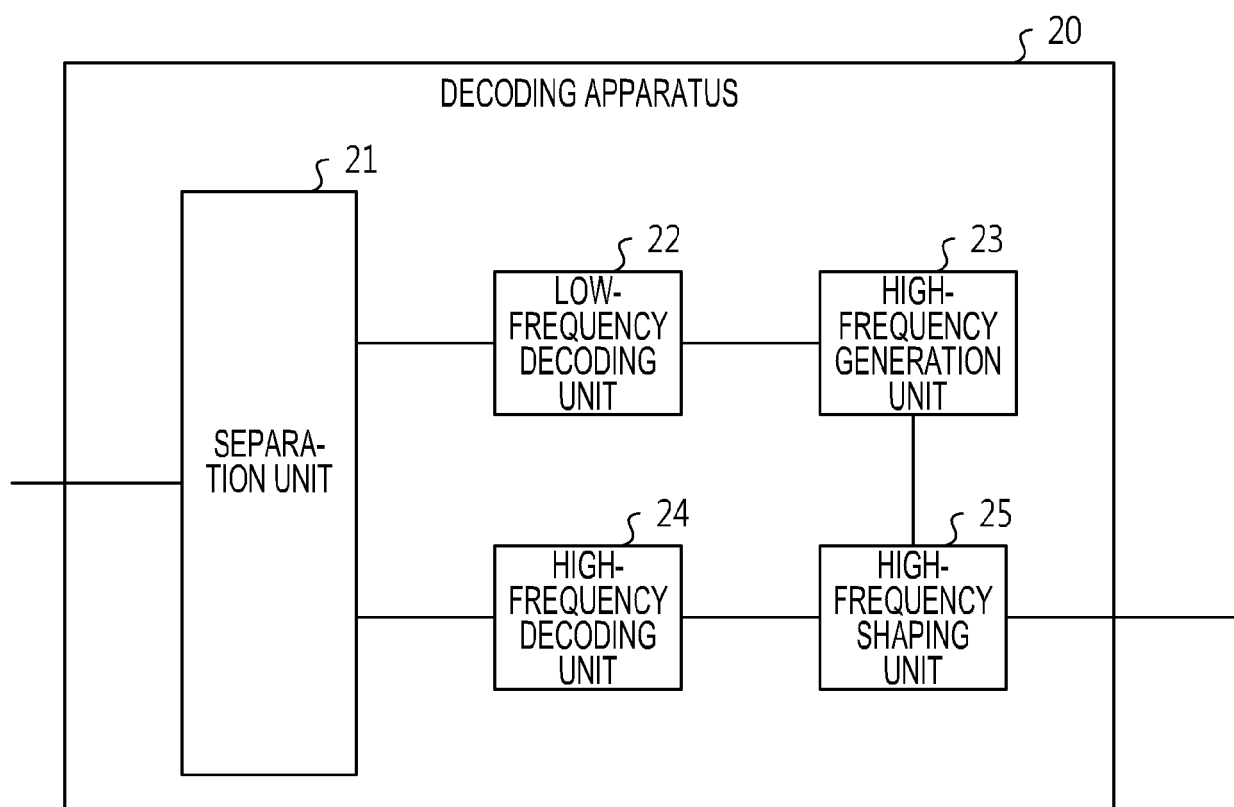 20
DECODING APPARATUS
21
SEPARA-
TION UNIT
22
LOW-
FREQUENCY
DECODING
UNIT
23
HIGH-
FREQUENCY
GENERATION
UNIT
24
HIGH-
FREQUENCY
DECODING
UNIT
25
HIGH-
FREQUENCY
SHAPING
UNIT